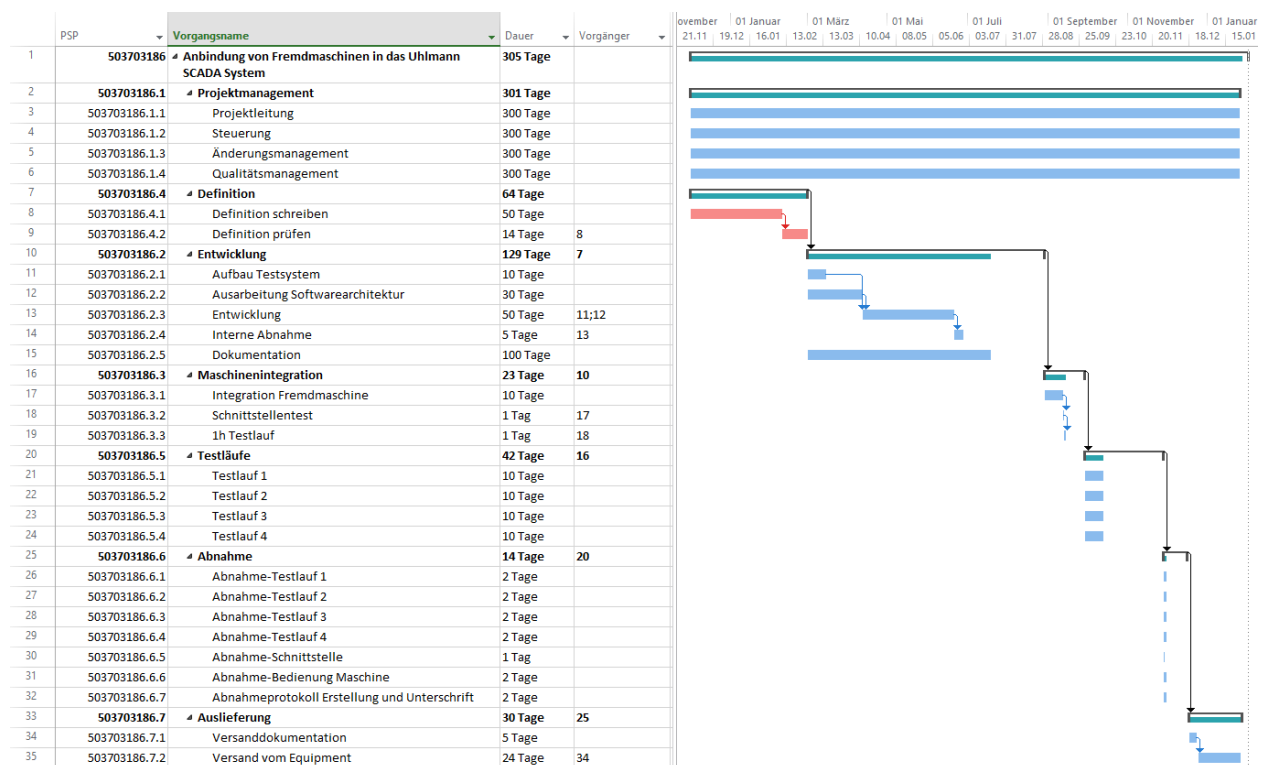 ovember 01 Januar 01 März 01 Mai 01 Juli 01 September 01 November 01 Januar
PSP Vorgangsname Dauer Vorgänger 21.11 19.12 16.01 13.02 13.03 10.04 08.05 05.06 03.07 31.07 28.08 25.09 23.10 20.11 18.12 15.01
1 503703186 Anbindung von Fremdmaschinen in das Uhlmann 305 Tage
SCADA System
2 503703186.1 Projektmanagement 301 Tage
3 503703186.1.1 Projektleitung 300 Tage
4 503703186.1.2 Steuerung 300 Tage
5 503703186.1.3 Änderungsmanagement 300 Tage
6 503703186.1.4 Qualitätsmanagement 300 Tage
7 503703186.4 Definition 64 Tage
8 503703186.4.1 Definition schreiben 50 Tage
9 503703186.4.2 Definition prüfen 14 Tage 8
10 503703186.2 Entwicklung 129 Tage 7
11 503703186.2.1 Aufbau Testsystem 10 Tage
12 503703186.2.2 Ausarbeitung Softwarearchitektur 30 Tage
13 503703186.2.3 Entwicklung 50 Tage 11;12
14 503703186.2.4 Interne Abnahme 5 Tage 13
15 503703186.2.5 Dokumentation 100 Tage
16 503703186.3 Maschinenintegration 23 Tage 10
17 503703186.3.1 Integration Fremdmaschine 10 Tage
18 503703186.3.2 Schnittstellentest 1 Tag 17
19 503703186.3.3 1h Testlauf 1 Tag 18
20 503703186.5 Testläufe 42 Tage 16
21 503703186.5.1 Testlauf 1 10 Tage
22 503703186.5.2 Testlauf 2 10 Tage
23 503703186.5.3 Testlauf 3 10 Tage
24 503703186.5.4 Testlauf 4 10 Tage
25 503703186.6 Abnahme 14 Tage 20
26 503703186.6.1 Abnahme-Testlauf 1 2 Tage
27 503703186.6.2 Abnahme-Testlauf 2 2 Tage
28 503703186.6.3 Abnahme-Testlauf 3 2 Tage
29 503703186.6.4 Abnahme-Testlauf 4 2 Tage
30 503703186.6.5 Abnahme-Schnittstelle 1 Tag
31 503703186.6.6 Abnahme-Bedienung Maschine 2 Tage
32 503703186.6.7 Abnahmeprotokoll Erstellung und Unterschrift 2 Tage
33 503703186.7 Auslieferung 30 Tage 25
34 503703186.7.1 Versanddokumentation 5 Tage
35 503703186.7.2 Versand vom Equipment 24 Tage 34